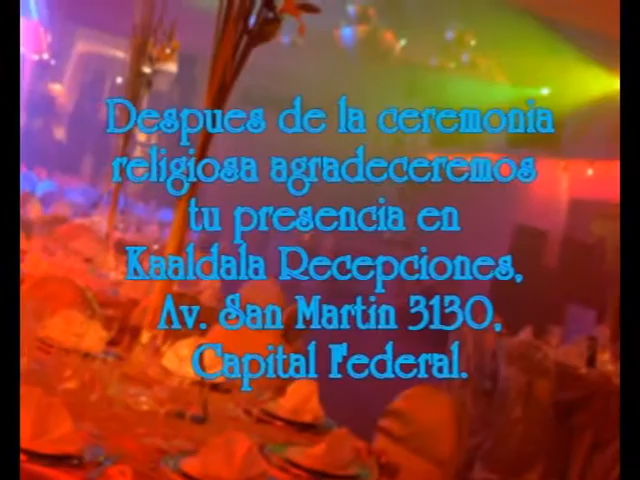 Despues de la ceremonia
religiosa agradeceremos
tu presencia en
Kaaldala Recepciones,
Av. San Martin 3130,
Capital Federal.